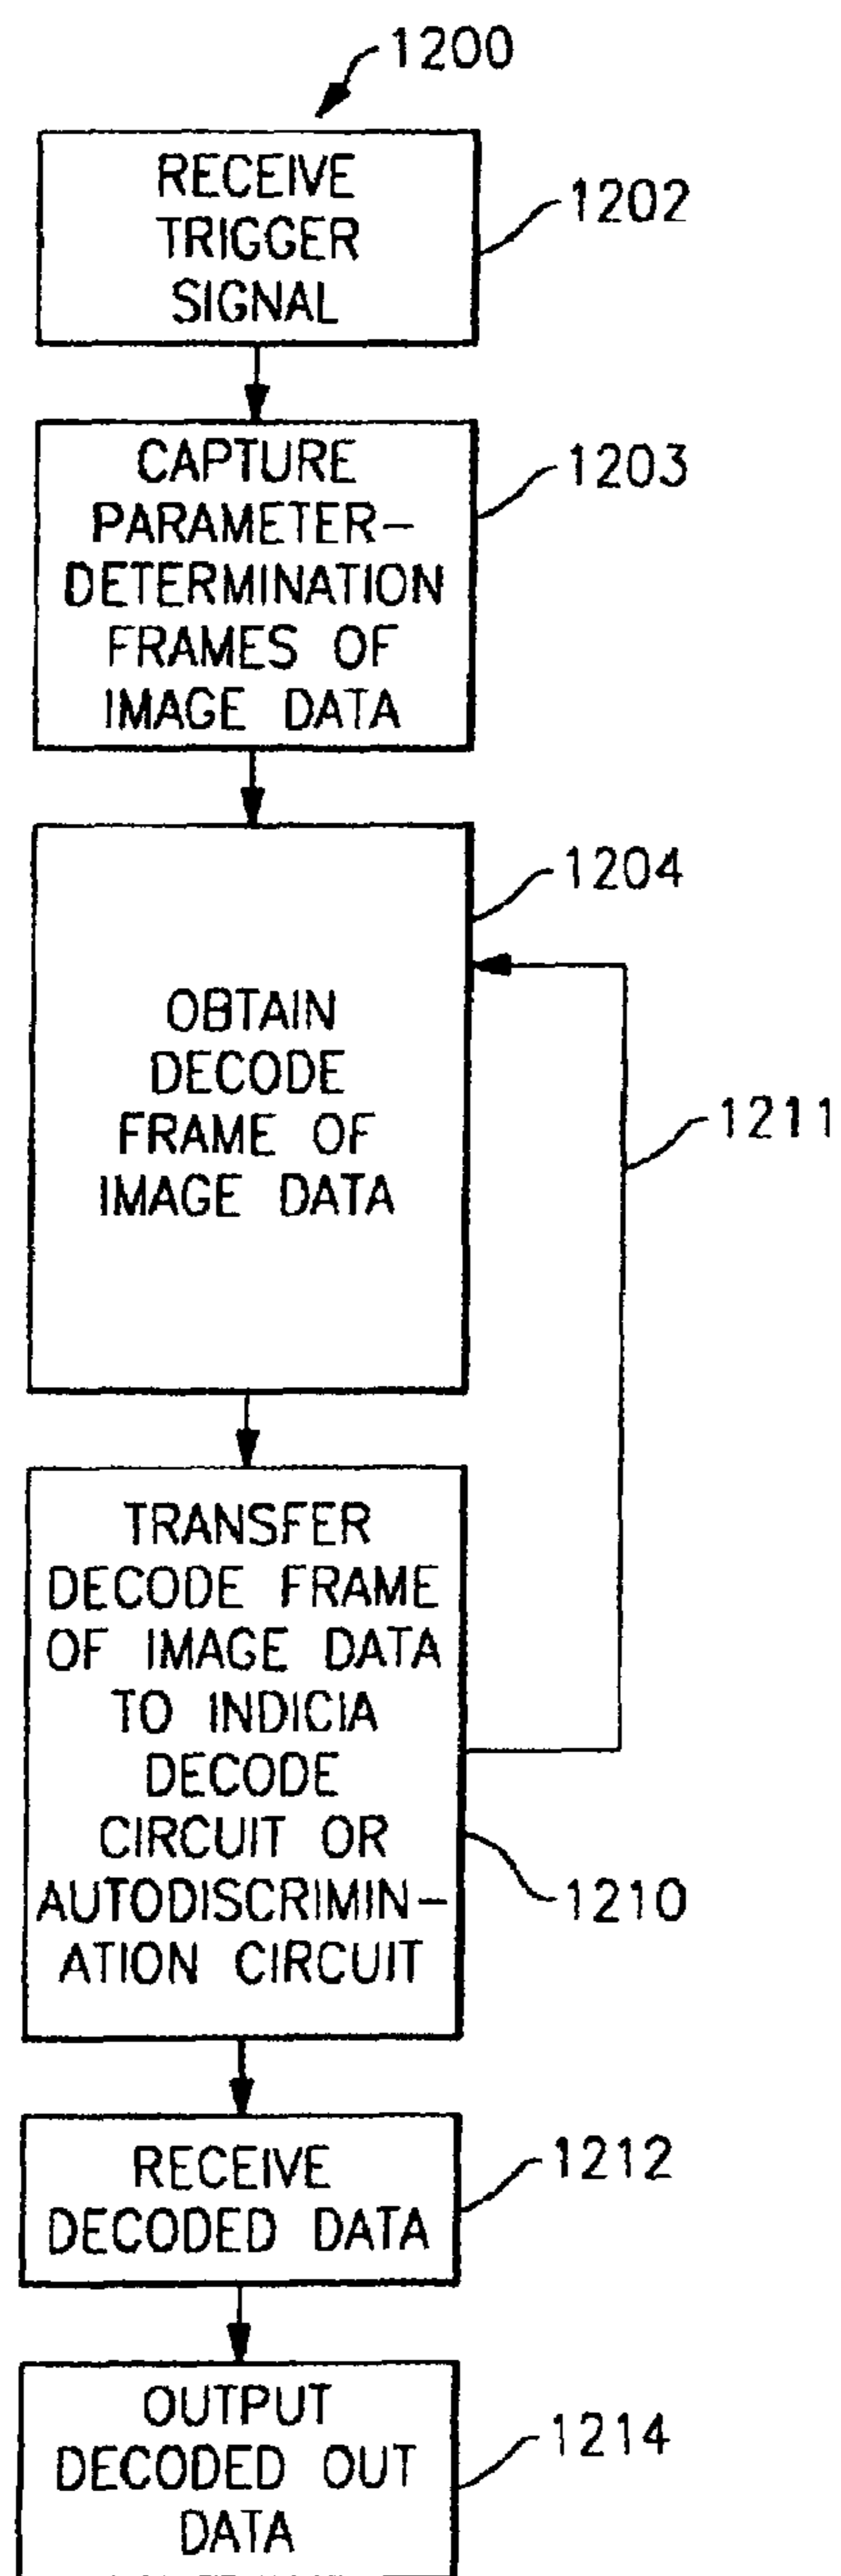 1200
RECEIVE
TRIGGER
SIGNAL
1202
CAPTURE
PARAMETER-
DETERMINATION
FRAMES OF
IMAGE DATA
1203
1204
OBTAIN
DECODE
FRAME OF
IMAGE DATA
1211
TRANSFER
DECODE FRAME
OF IMAGE DATA
TO INDICIA
DECODE
CIRCUIT OR
AUTODISCRIMIN-
ATION CIRCUIT
1210
RECEIVE
DECODED DATA
1212
OUTPUT
DECODED OUT
DATA
1214